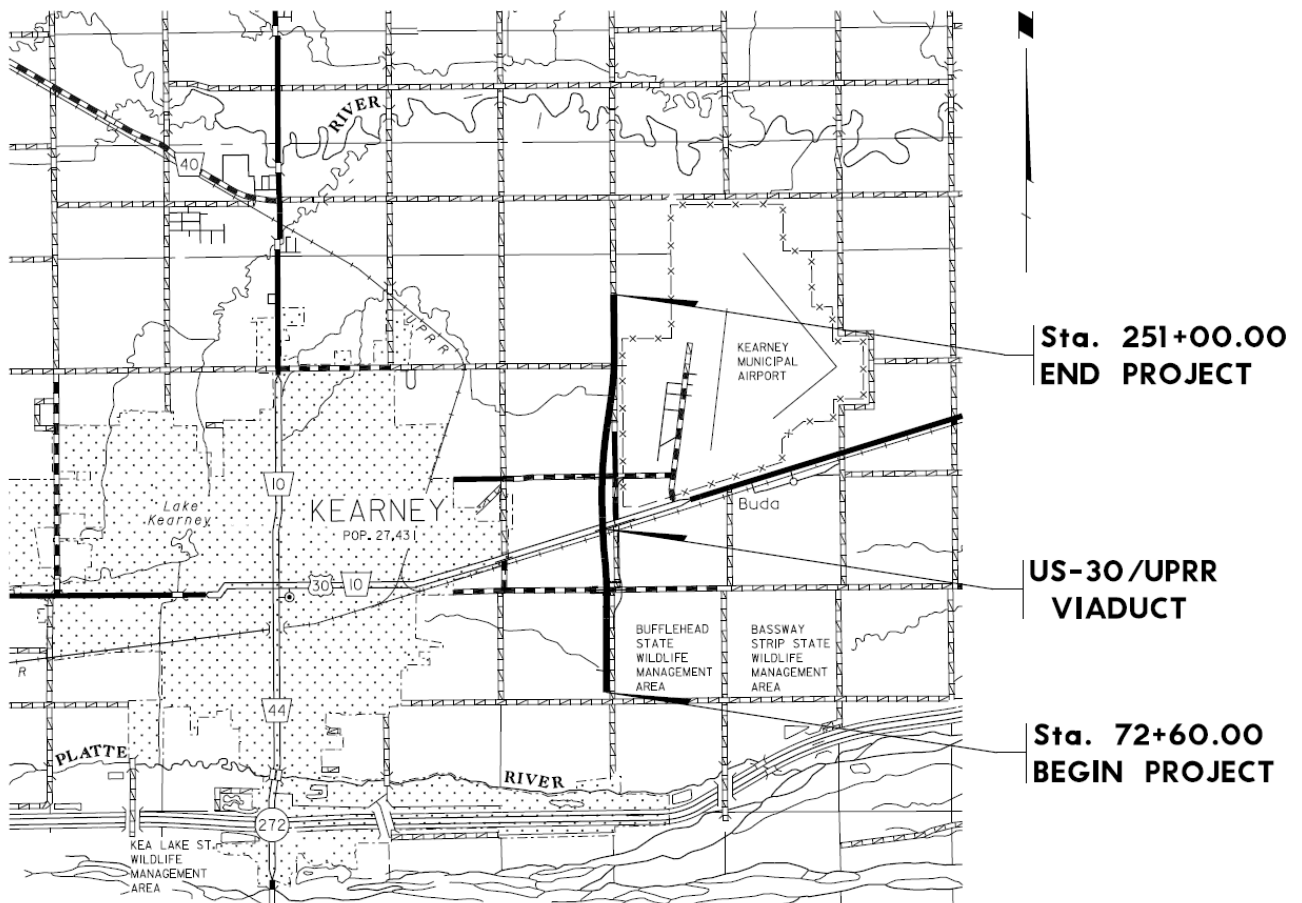 RIVER
40
UPRR
KEARNEY
MUNICIPAL
AIRPORT
Sta. 251+00.00
END PROJECT
10
Lake
Kearney
KEARNEY
POP. 27,431
Buda
30
10
US-30/UPRR
VIADUCT
BUFFLEHEAD
STATE
WILDLIFE
MANAGEMENT
AREA
BASSWAY
STRIP STATE
WILDLIFE
MANAGEMENT
AREA
R
44
Sta. 72+60.00
BEGIN PROJECT
PLATTE
RIVER
272
KEA LAKE ST.
WILDLIFE
MANAGEMENT
AREA